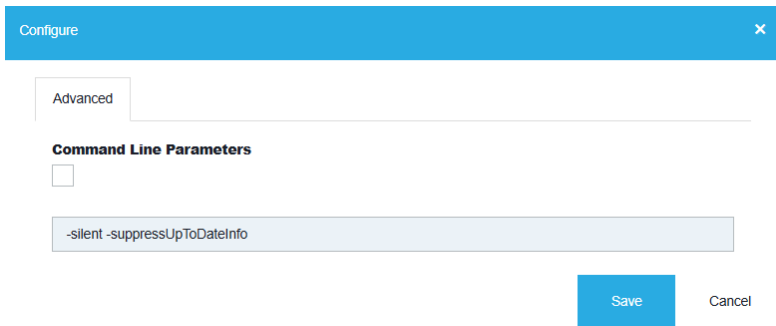 Configure
Advanced
Command Line Parameters
-silent -suppressUpToDateInfo
Save Cancel